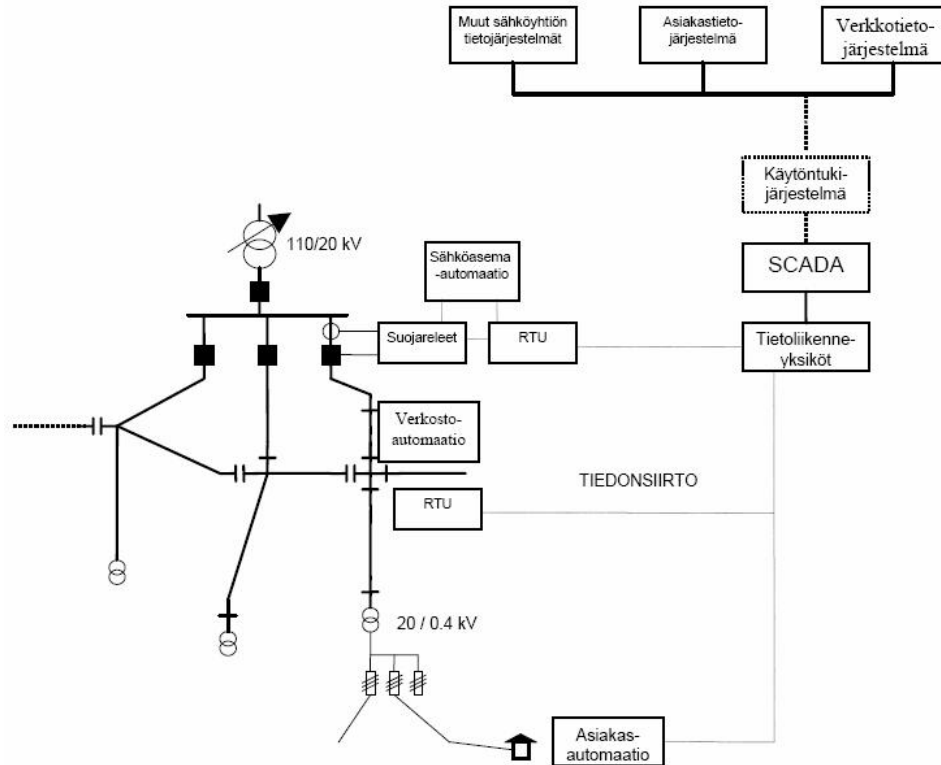 Muut sähköyhtiön
tietojärjestelmät
Asiakastieto-
järjestelmä
Verkkotieto-
järjestelmä
Käytöntuki-
järjestelmä
110/20 kV
Sähköasema
-automaatio
SCADA
Suojareleet
RTU
Tietoliikenne-
yksiköt
Verkosto-
automaatio
TIEDONSIIRTO
RTU
20 / 0.4 kV
Asiakas-
automaatio